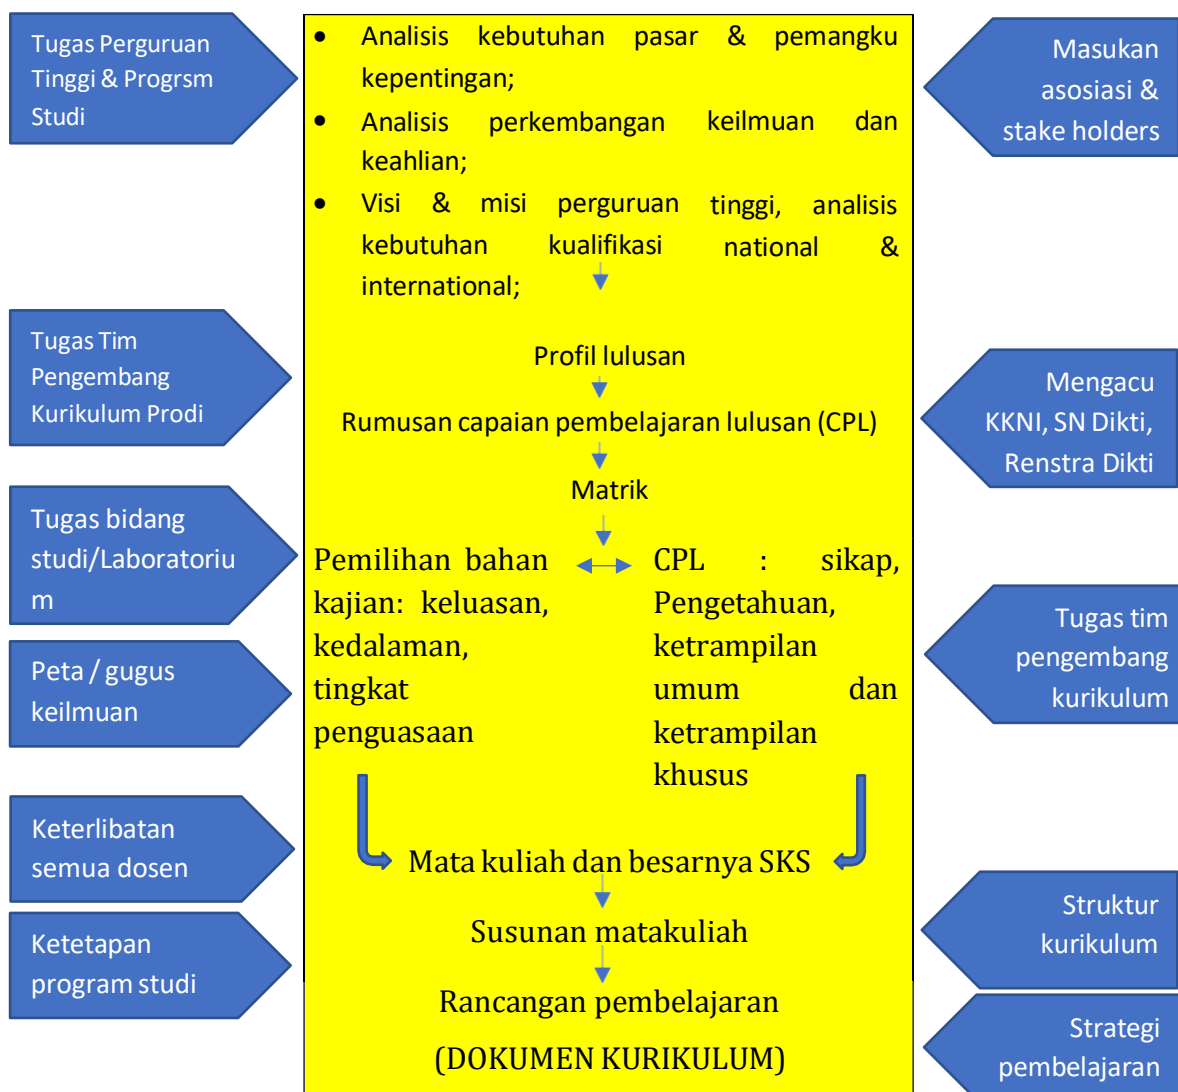 Tugas Perguruan
Tinggi & Progrsm
Studi
• Analisis kebutuhan pasar & pemangku
kepentingan;
• Analisis perkembangan keilmuan dan
keahlian;
• Visi & misi perguruan tinggi, analisis
kebutuhan kualifikasi national &
international;
Masukan
asosiasi &
stake holders
Tugas Tim
Pengembang
Kurikulum Prodi
Profil lulusan
Rumusan capaian pembelajaran lulusan (CPL)
Matrik
Mengacu
KKNI, SN Dikti,
Renstra Dikti
Tugas bidang
studi/Laboratoriu
m
Peta / gugus
keilmuan
Pemilihan bahan
kajian: keluasan,
kedalaman,
tingkat
penguasaan
CPL : sikap,
Pengetahuan,
ketrampilan
umum dan
ketrampilan
khusus
Tugas tim
pengembang
kurikulum
Keterlibatan
semua dosen
Mata kuliah dan besarnya SKS
Ketetapan
program studi
Susunan matakuliah
Struktur
kurikulum
Rancangan pembelajaran
(DOKUMEN KURIKULUM)
Strategi
pembelajaran